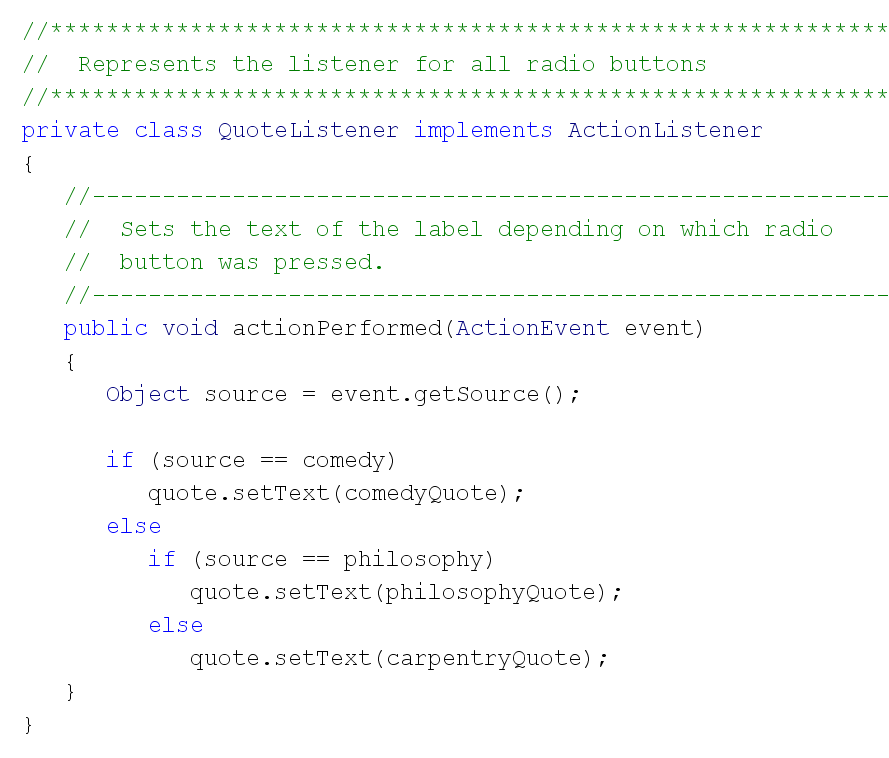 //************************************************************
//  Represents the listener for all radio buttons
//************************************************************
private class QuoteListener implements ActionListener
{
   //---------------------------------------------------------
   //  Sets the text of the label depending on which radio
   //  button was pressed.
   //---------------------------------------------------------
   public void actionPerformed(ActionEvent event)
   {
      Object source = event.getSource();

      if (source == comedy)
         quote.setText(comedyQuote);
      else
         if (source == philosophy)
            quote.setText(philosophyQuote);
         else
            quote.setText(carpentryQuote);
   }
}